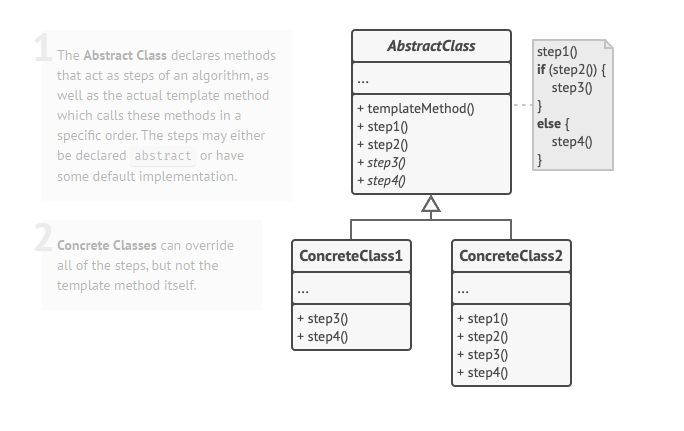 1
The Abstract Class declares methods
that act as steps of an algorithm, as
well as the actual template method
which calls these methods in a
specific order. The steps may either
be declared abstract or have
some default implementation.
2
Concrete Classes can override
all of the steps, but not the
template method itself.
AbstractClass
...
+ templateMethod()
+ step1()
+ step2()
+ step3()
+ step4()
step1()
if (step2()) {
step3()
}
else {
step4()
}
ConcreteClass1
...
+ step3()
+ step4()
ConcreteClass2
...
+ step1()
+ step2()
+ step3()
+ step4()